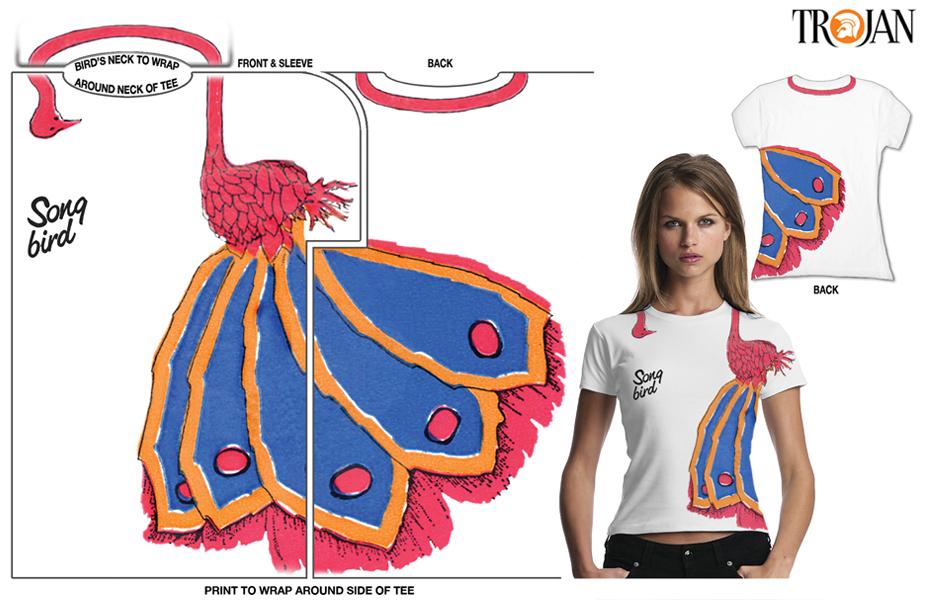 TROJAN
BIRD'S NECK TO WRAP
AROUND NECK OF TEE
FRONT & SLEEVE
BACK
Song
bird
Song
bird
BACK
PRINT TO WRAP AROUND SIDE OF TEE